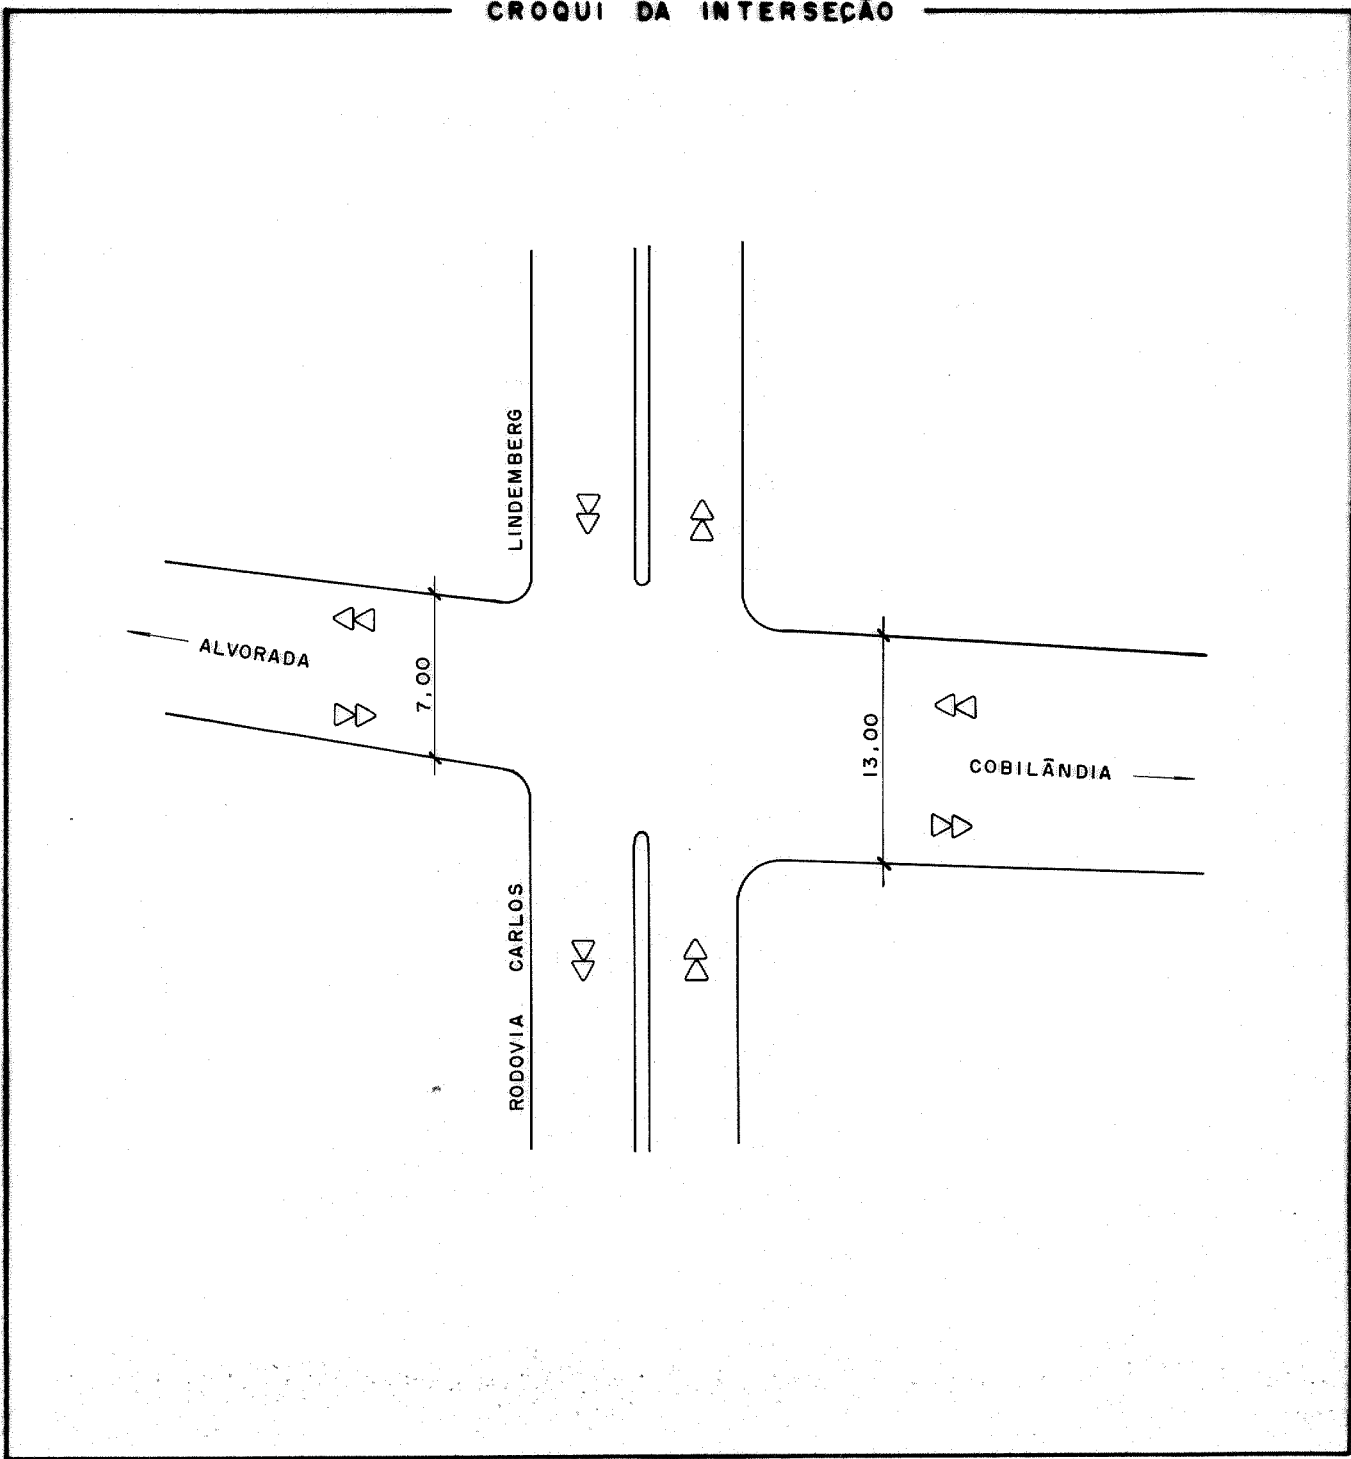 CROQUI DA INTERSEÇÃO
LINDEMBERG
ALVORADA
7,00
13,00
COBILÂNDIA
RODOVIA CARLOS